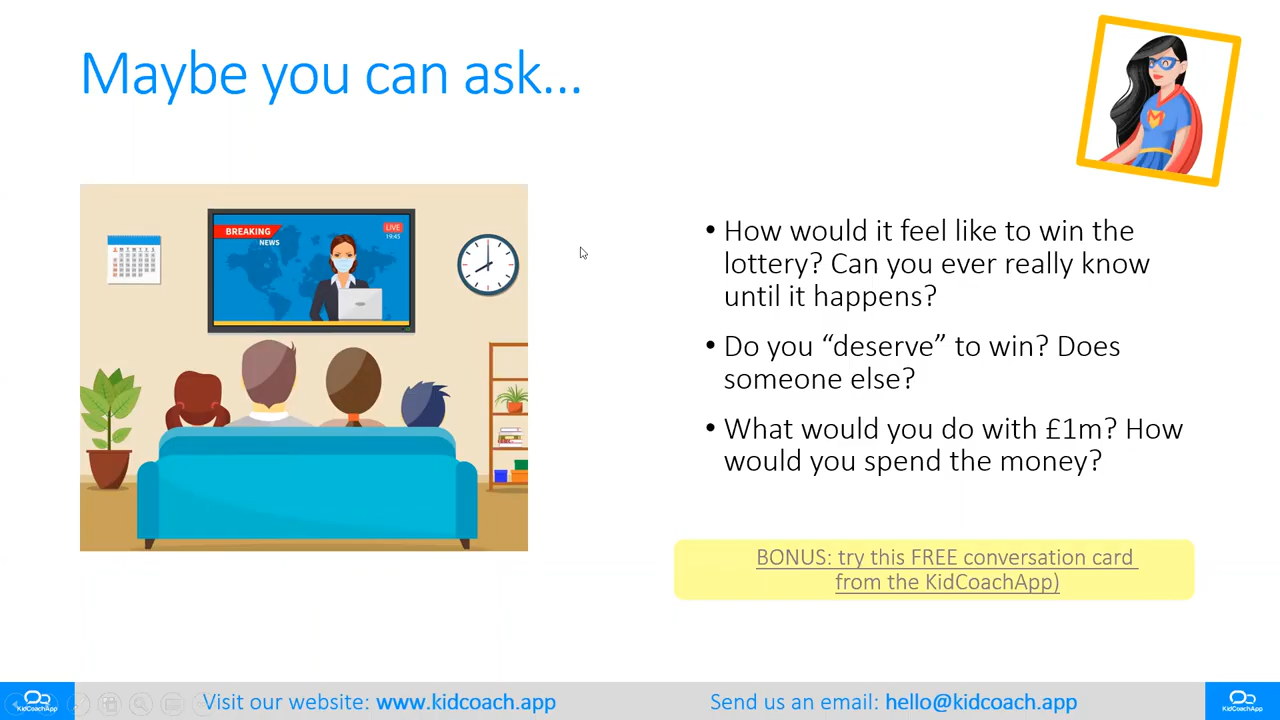 Maybe you can ask...
BREAKING
NEWS
LIVE
19:45
• How would it feel like to win the
lottery? Can you ever really know
until it happens?
• Do you “deserve” to win? Does
someone else?
• What would you do with £1m? How
would you spend the money?
BONUS: try this FREE conversation card
from the KidCoachApp)
KidCoachApp
Visit our website: www.kidcoach.app
Send us an email: hello@kidcoach.app
KidCoachApp